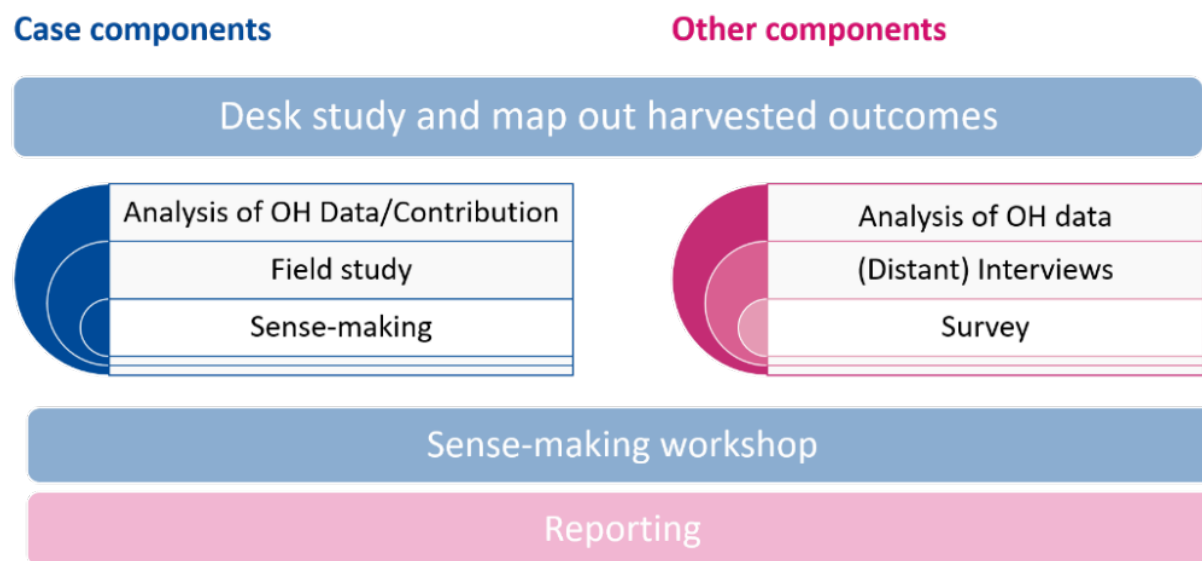 Case components
Other components
Desk study and map out harvested outcomes
Analysis of OH Data/Contribution
Field study
Sense-making
Analysis of OH data
(Distant) Interviews
Survey
Sense-making workshop
Reporting